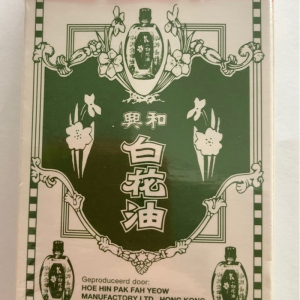 興和
白花油
Geproduceerd door:
HOE HIN PAK FAH YEOW
MANUFACTORY LTD., HONG KONG